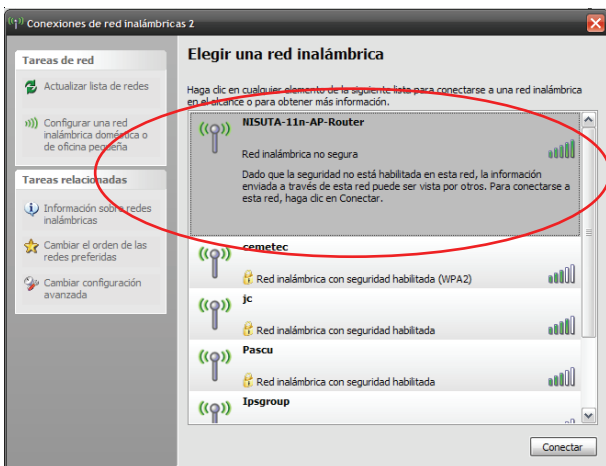 Conexiones de red inalámbricas 2
Tareas de red
Actualizar lista de redes
Configurar una red
inalámbrica doméstica o
de oficina pequeña
Tareas relacionadas
Información sobre redes
inalámbricas
Cambiar el orden de las
redes preferidas
Cambiar configuración
avanzada
Elegir una red inalámbrica
Haga clic en cualquier elemento de la siguiente lista para conectarse a una red inalámbrica
en el alcance o para obtener más información.
NISUTA-11n-AP-Router
Red inalámbrica no segura
Dado que la seguridad no está habilitada en esta red, la información
enviada a través de esta red puede ser vista por otros. Para conectarse a
esta red, haga clic en Conectar.
cemetec
Red inalámbrica con seguridad habilitada (WPA2)
jc
Red inalámbrica con seguridad habilitada
Pascu
Red inalámbrica con seguridad habilitada
Ipsgroup
Conectar